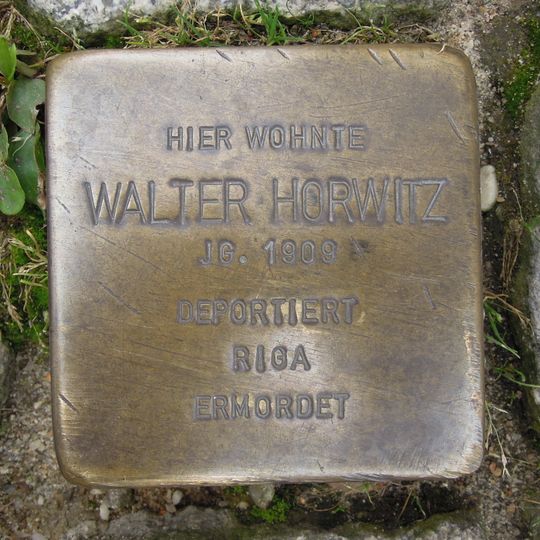 HIER WOHNTE
WALTER HORWITZ
JG. 1909
DEPORTIERT
RIGA
ERMORDET